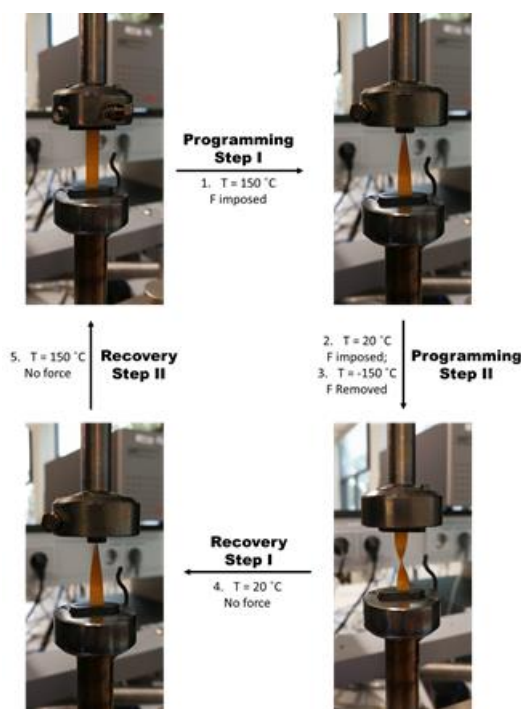 Programming
Step I
1. T = 150 ˚C
F imposed
2. T = 20 ˚C
F imposed;
3. T = -150 ˚C
F Removed
Programming
Step II
Recovery
Step I
4. T = 20 ˚C
No force
5. T = 150 ˚C
No force
Recovery
Step II